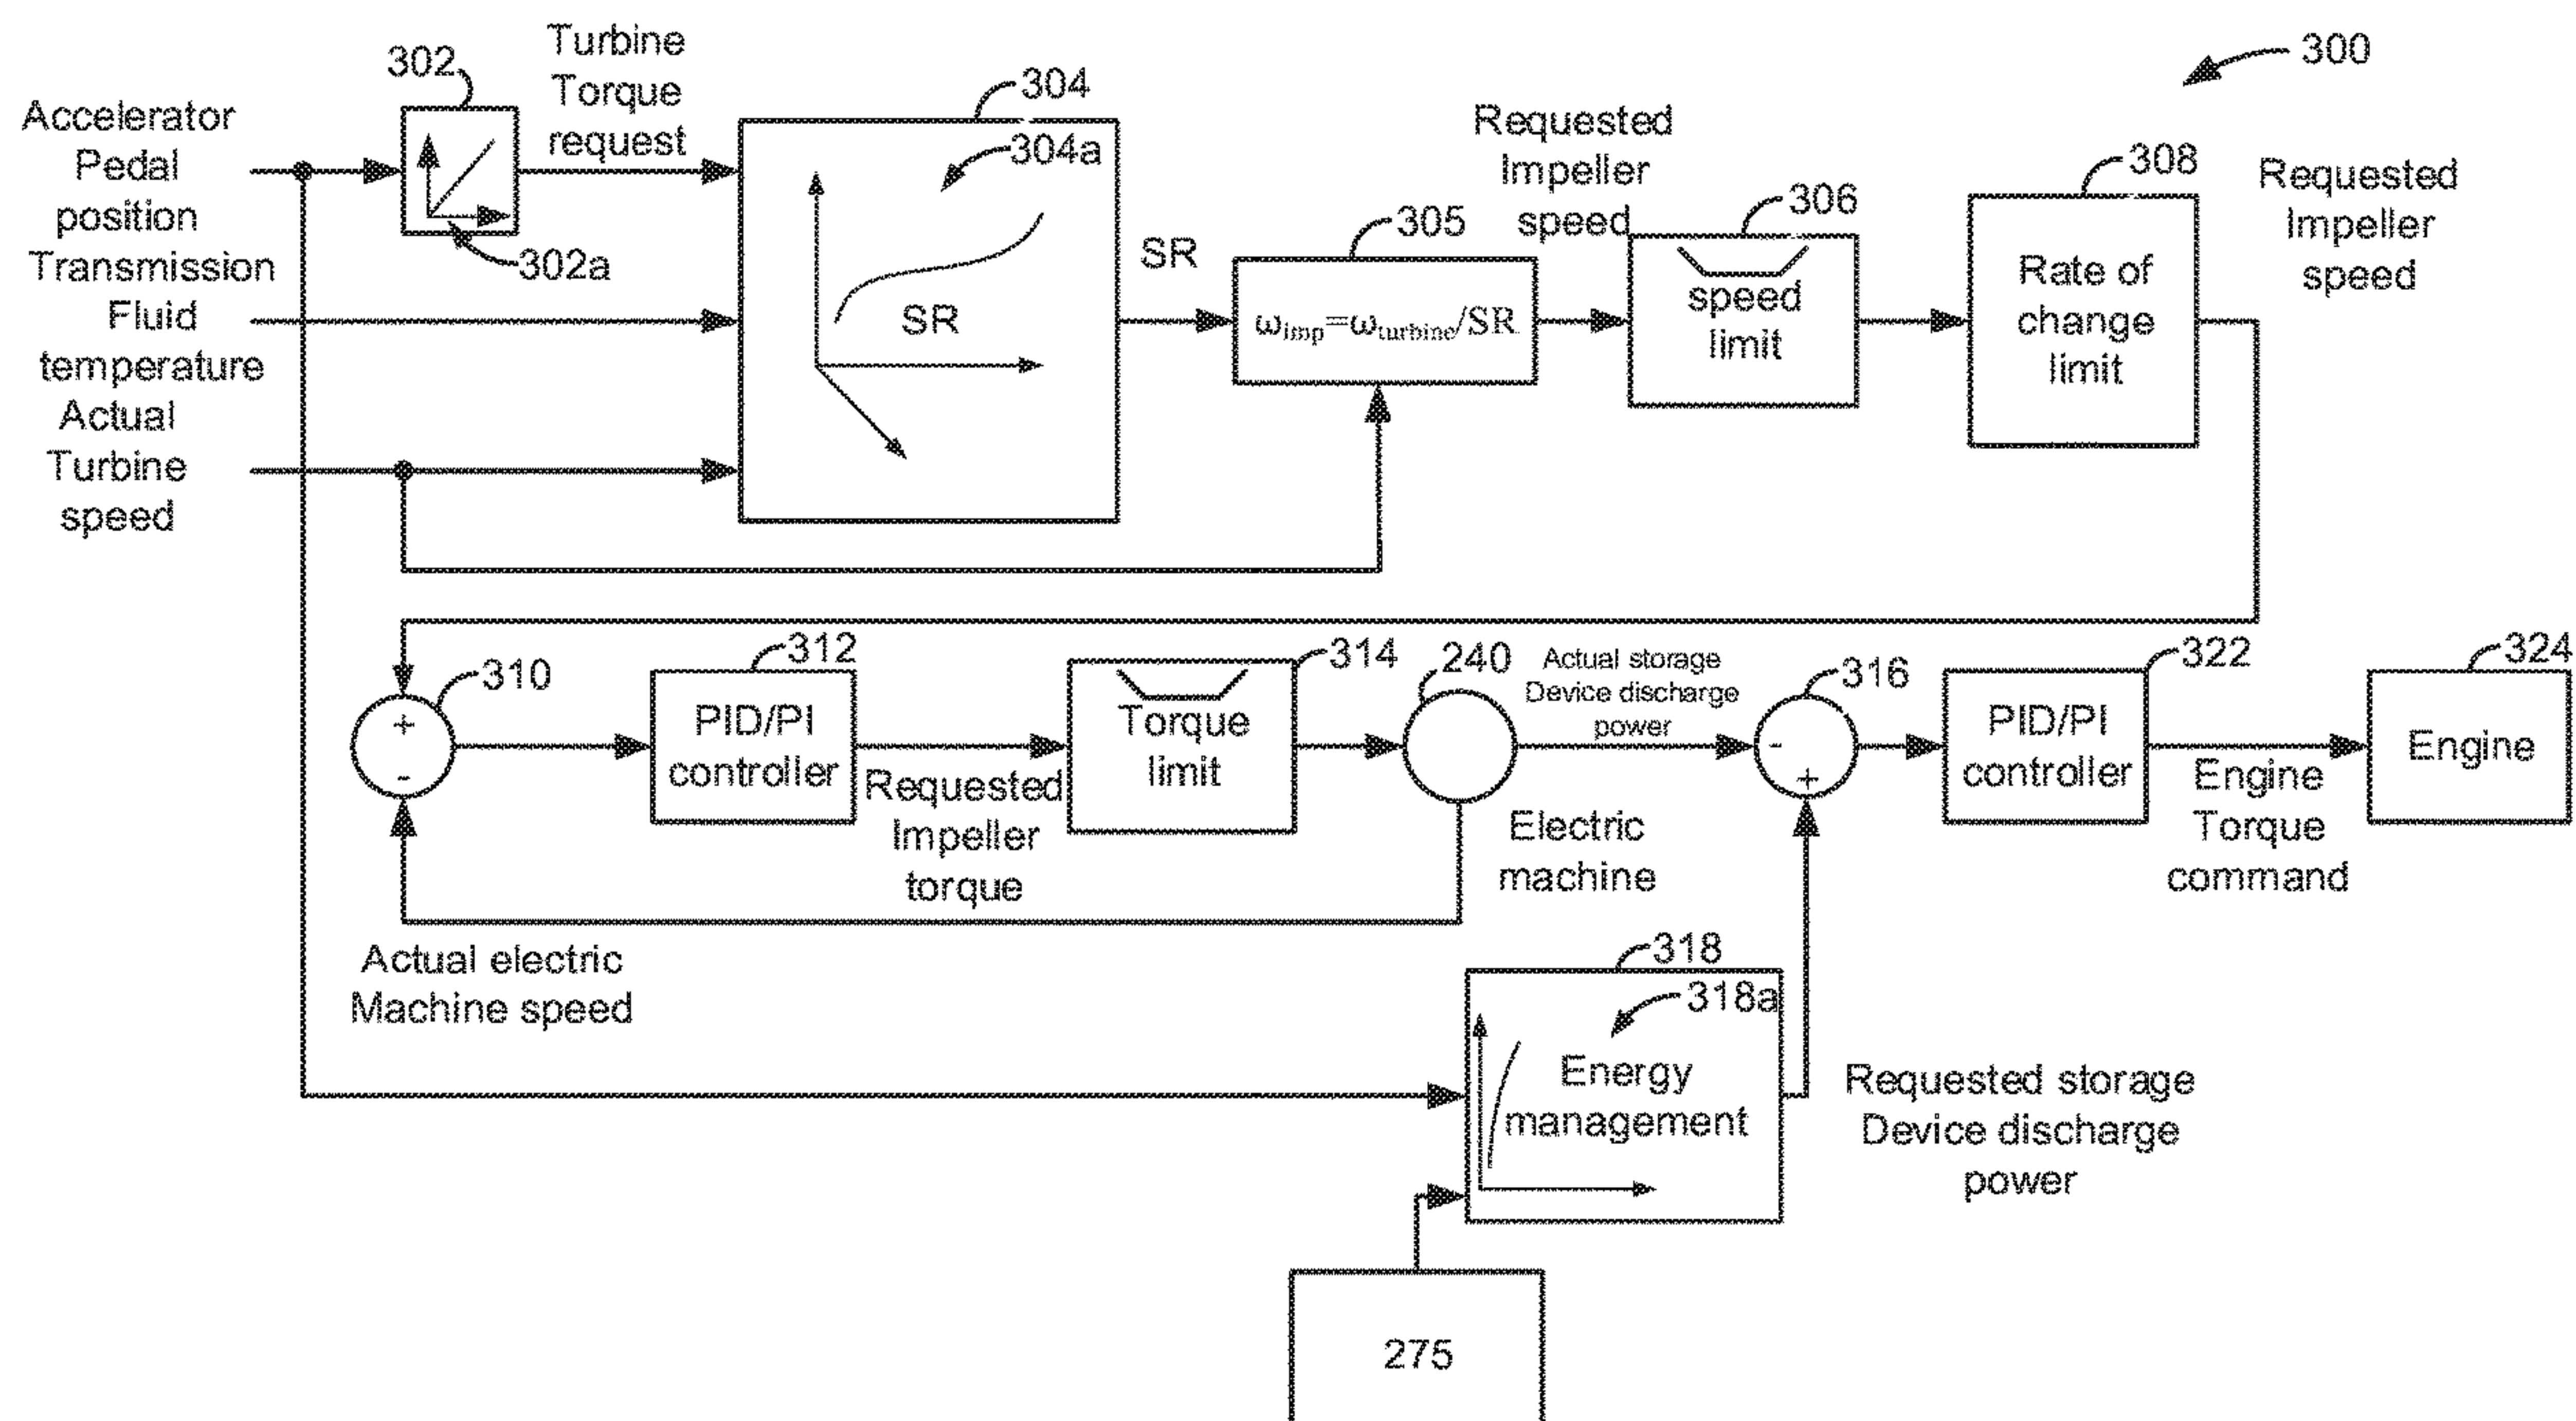 300
302
Turbine
Torque
request
304
304a
Accelerator
Pedal
position
302a
Transmission
Fluid
temperature
Actual
Turbine
speed
SR
SR
305
ωimp=ωturbine/SR
Requested
Impeller
speed
306
speed
limit
308
Rate of
change
limit
Requested
Impeller
speed
310
+
-
312
PID/PI
controller
Requested
Impeller
torque
314
Torque
limit
240
Actual storage
Device discharge
power
Electric
machine
316
-
+
322
PID/PI
controller
Engine
Torque
command
324
Engine
Actual electric
Machine speed
318
318a
Energy
management
Requested storage
Device discharge
power
275